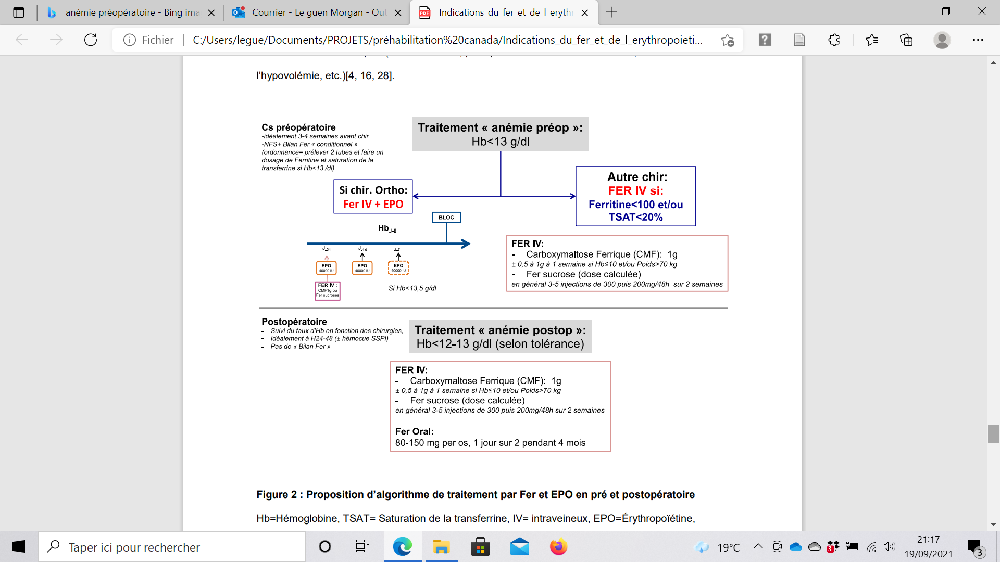 anémie préopératoire - Bing ima
Courrier - Le guen Morgan - Out
Indications_du_fer_et_de_l_eryth
Fichier
C:/Users/legue/Documents/PROJETS/préhabilitation%20canada/Indications_du_fer_et_de_l_erythropoieti...
l’hypovolémie, etc.)[4, 16, 28].
Cs préopératoire
-idéalement 3-4 semaines avant chir
-NFS+ Bilan Fer « conditionnel »
(ordonnance= prélever 2 tubes et faire un
dosage de Ferritine et saturation de la
transferrine si Hb<13 /dl)
Traitement « anémie préop »:
Hb<13 g/dl
Si chir. Ortho:
Fer IV + EPO
Autre chir:
FER IV si:
Ferritine<100 et/ou
TSAT<20%
BLOC
HbJ-8
J-21
J-14
J-7
EPO
40000 IU
EPO
40000 IU
EPO
40000 IU
FER IV :
CMF1g ou
Fer sucroses
Si Hb<13,5 g/dl
FER IV:
- Carboxymaltose Ferrique (CMF): 1g
± 0,5 à 1g à 1 semaine si Hb≤10 et/ou Poids>70 kg
- Fer sucrose (dose calculée)
en général 3-5 injections de 300 puis 200mg/48h sur 2 semaines
Postopératoire
- Suivi du taux d’Hb en fonction des chirurgies,
- Idéalement à H24-48 (± hémocue SSPI)
- Pas de « Bilan Fer »
Traitement « anémie postop »:
Hb<12-13 g/dl (selon tolérance)
FER IV:
- Carboxymaltose Ferrique (CMF): 1g
± 0,5 à 1g à 1 semaine si Hb≤10 et/ou Poids>70 kg
- Fer sucrose (dose calculée)
en général 3-5 injections de 300 puis 200mg/48h sur 2 semaines
Fer Oral:
80-150 mg per os, 1 jour sur 2 pendant 4 mois
Figure 2 : Proposition d’algorithme de traitement par Fer et EPO en pré et postopératoire
Hb=Hémoglobine, TSAT= Saturation de la transferrine, IV= intraveineux, EPO=Érythropoïétine,
Taper ici pour rechercher
19°C
3
21:17
19/09/2021
3